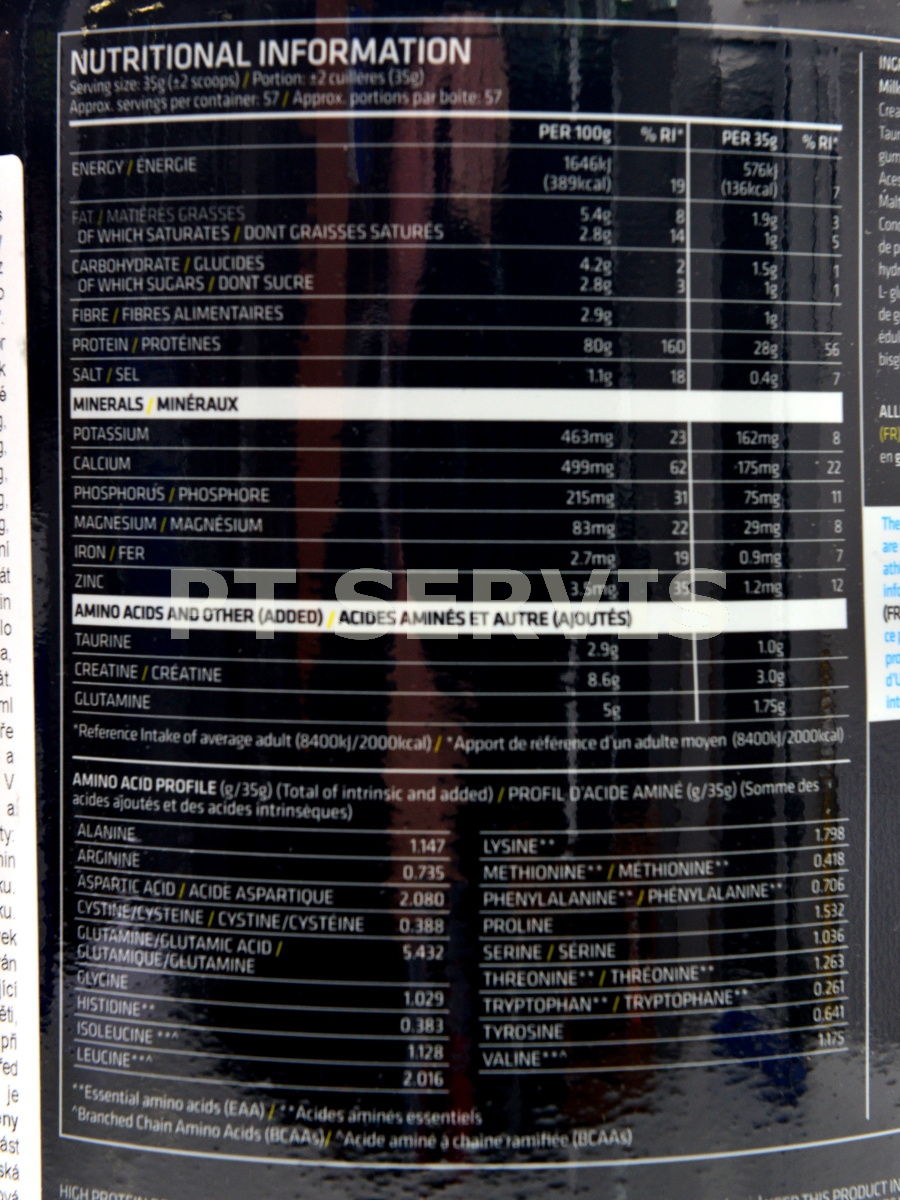 NUTRITIONAL INFORMATION
Serving size: 35g (±2 scoops) / Portion: ±2 cuillères (35g)
Approx. servings per container: 57 / Approx. portions par boite: 57
PER 100g % RI* PER 35g % RI*
ENERGY / ÉNERGIE 1646kJ 576kJ
(389kcal) 19 (136kcal) 7
FAT / MATIÈRES GRASSES 5.4g 8 1.9g 3
OF WHICH SATURATES / DONT GRAISSES SATURÉS 2.8g 14 1g 5
CARBOHYDRATE / GLUCIDES 4.2g 2 1.5g 1
OF WHICH SUGARS / DONT SUCRE 2.8g 3 1g 1
FIBRE / FIBRES ALIMENTAIRES 2.9g 1g
PROTEIN / PROTÉINES 80g 160 28g 56
SALT / SEL 1.1g 18 0.4g 7
MINERALS / MINÉRAUX
POTASSIUM 463mg 23 162mg 8
CALCIUM 499mg 62 175mg 22
PHOSPHORUS / PHOSPHORE 215mg 31 75mg 11
MAGNESIUM / MAGNÉSIUM 83mg 22 29mg 8
IRON / FER 2.7mg 19 0.9mg 7
ZINC 3.5mg 35 1.2mg 12
PT SERVIS
AMINO ACIDS AND OTHER (ADDED) / ACIDES AMINÉS ET AUTRE (AJOUTÉS)
TAURINE 2.9g 1.0g
CREATINE / CRÉATINE 8.6g 3.0g
GLUTAMINE 5g 1.75g
*Reference Intake of average adult (8400kJ/2000kcal) / *Apport de référence d'un adulte moyen (8400kJ/2000kcal)
AMINO ACID PROFILE (g/35g) (Total of intrinsic and added) / PROFIL D'ACIDE AMINÉ (g/35g) (Somme des
acides ajoutés et des acides intrinsèques)
ALANINE 1.147
ARGININE 0.735
ASPARTIC ACID / ACIDE ASPARTIQUE 2.080
CYSTINE/CYSTEINE / CYSTINE/CYSTÉINE 0.388
GLUTAMINE/GLUTAMIC ACID / 5.432
GLUTAMIQUE/GLUTAMINE
GLYCINE 1.029
HISTIDINE** 0.383
ISOLEUCINE **^ 1.128
LEUCINE**^ 2.016
LYSINE** 1.798
METHIONINE** / MÉTHIONINE** 0.418
PHENYLALANINE** / PHÉNYLALANINE** 0.706
PROLINE 1.532
SERINE / SÉRINE 1.036
THREONINE** / THRÉONINE** 1.263
TRYPTOPHAN** / TRYPTOPHANE** 0.261
TYROSINE 0.641
VALINE**^ 1.175
**Essential amino acids (EAA) / **Acides aminés essentiels
^Branched Chain Amino Acids (BCAAs)/ ^Acide aminé à chaine ramifiée (BCAAs)
HIGH PROTEIN
THIS PRODUCT IN